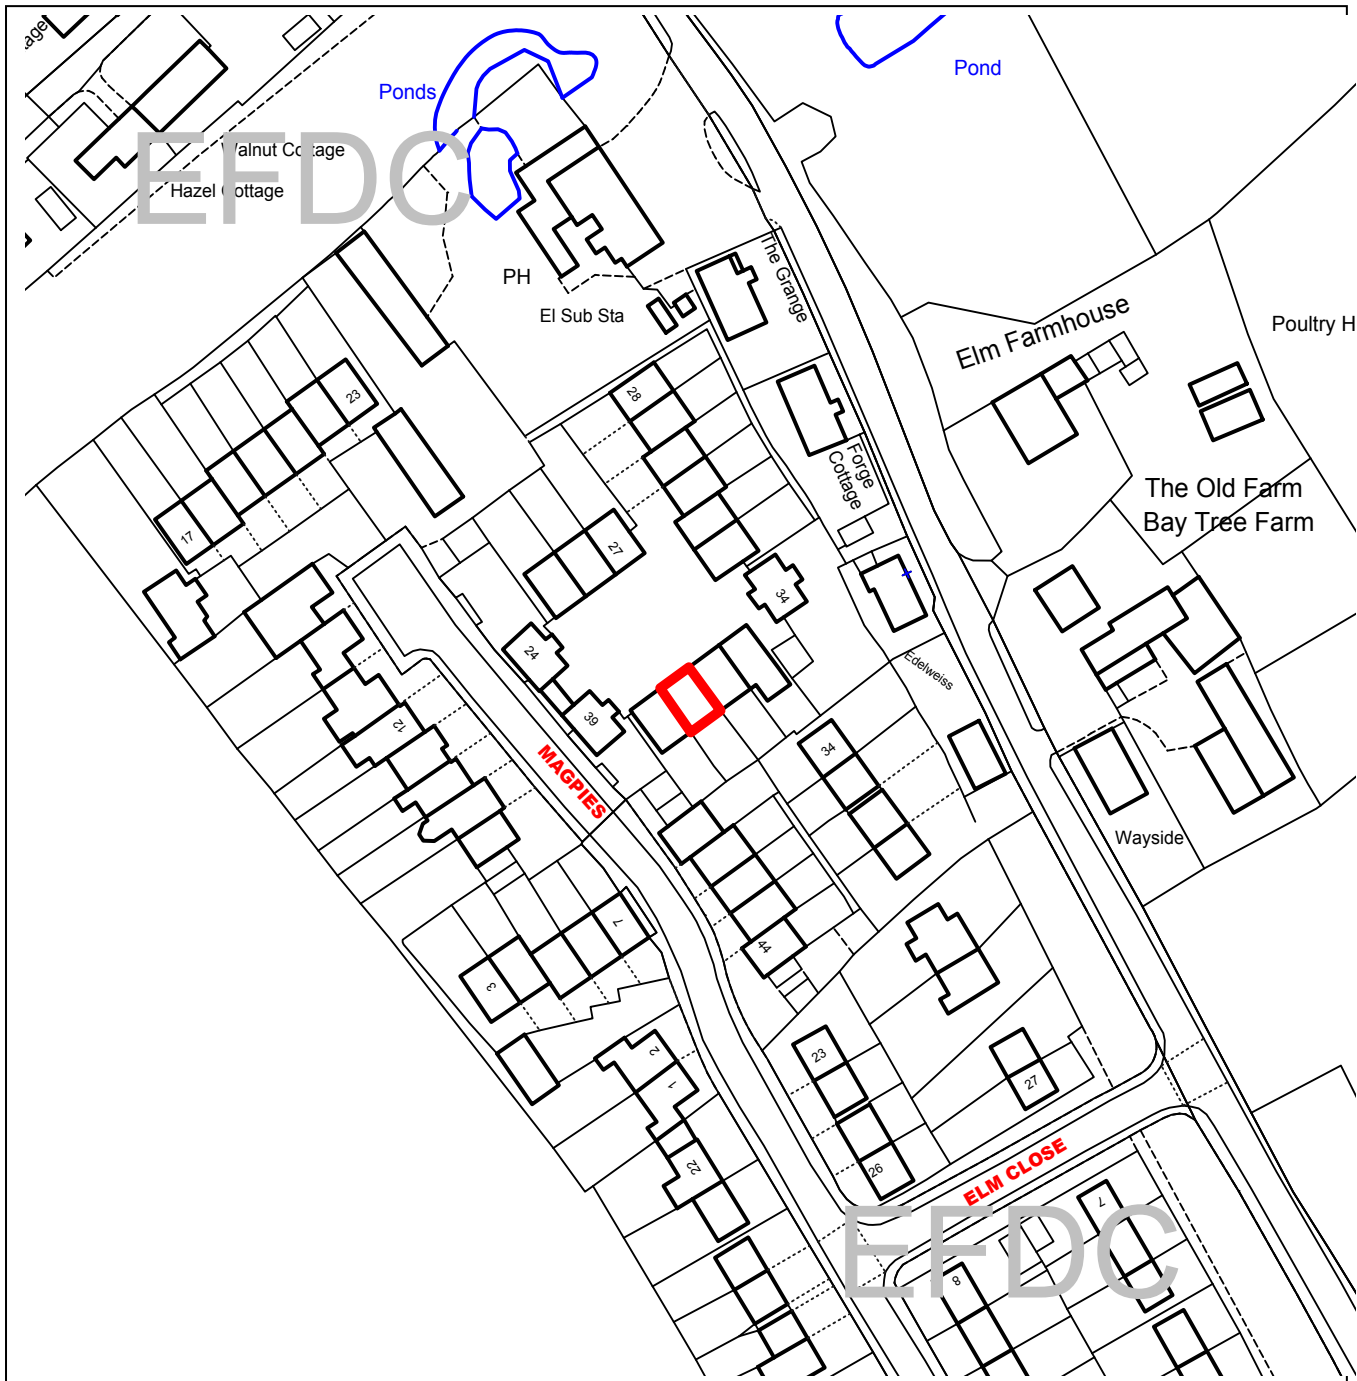 Ponds
Pond
EFDC
Walnut Cottage
Hazel Cottage
PH
El Sub Sta
The Grange
Elm Farmhouse
Poultry H
23
28
Forge
Cottage
The Old Farm
Bay Tree Farm
17
27
34
24
Edelweiss
39
12
34
MAGPIES
Wayside
7
44
3
23
2
1
27
22
26
ELM CLOSE
7
EFDC
8